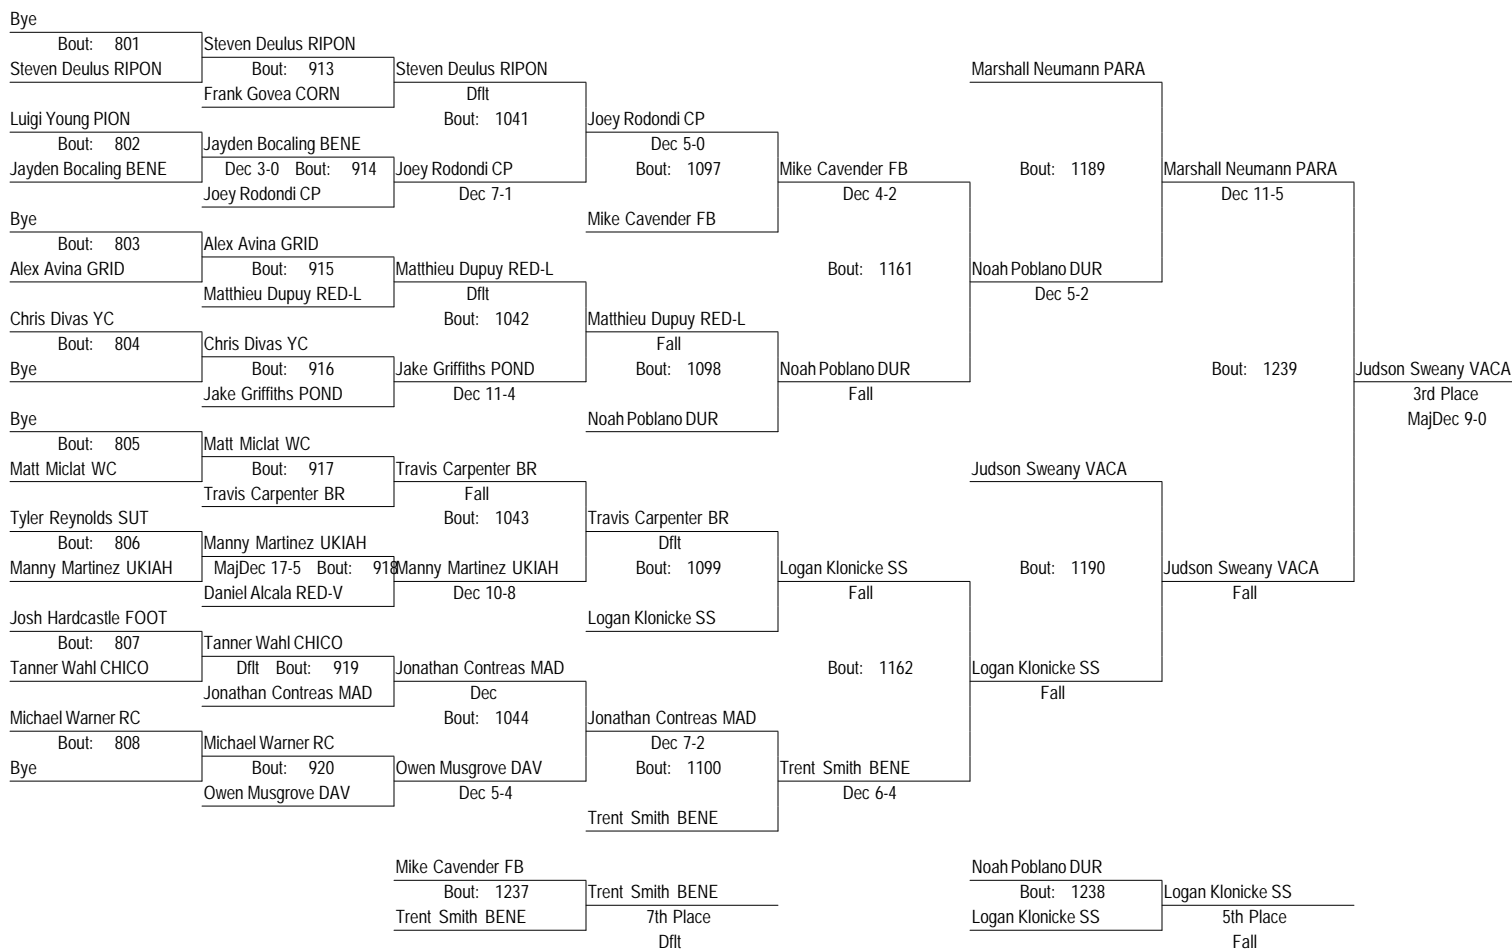 Bye
Bout: 801 Steven Deulus RIPON
Steven Deulus RIPON Bout: 913 Steven Deulus RIPON Marshall Neumann PARA
Frank Govea CORN Dflt
Luigi Young PION Bout: 1041 Joey Rodondi CP
Bout: 802 Jayden Bocaling BENE Dec 5-0
Jayden Bocaling BENE Dec 3-0 Bout: 914 Joey Rodondi CP Bout: 1097 Mike Cavender FB Bout: 1189 Marshall Neumann PARA
Joey Rodondi CP Dec 7-1 Dec 4-2 Dec 11-5
Bye Mike Cavender FB
Bout: 803 Alex Avina GRID
Alex Avina GRID Bout: 915 Matthieu Dupuy RED-L Bout: 1161 Noah Poblano DUR
Matthieu Dupuy RED-L Dflt Dec 5-2
Chris Divas YC Bout: 1042 Matthieu Dupuy RED-L
Bout: 804 Chris Divas YC Fall
Bye Bout: 916 Jake Griffiths POND Bout: 1098 Noah Poblano DUR Bout: 1239 Judson Sweany VACA
Jake Griffiths POND Dec 11-4 Fall 3rd Place
Bye Noah Poblano DUR MajDec 9-0
Bout: 805 Matt Miclat WC
Matt Miclat WC Bout: 917 Travis Carpenter BR Judson Sweany VACA
Travis Carpenter BR Fall
Tyler Reynolds SUT Bout: 1043 Travis Carpenter BR
Bout: 806 Manny Martinez UKIAH Dflt
Manny Martinez UKIAH MajDec 17-5 Bout: 918 Manny Martinez UKIAH Bout: 1099 Logan Klonicke SS Bout: 1190 Judson Sweany VACA
Daniel Alcala RED-V Dec 10-8 Fall Fall
Josh Hardcastle FOOT Logan Klonicke SS
Bout: 807 Tanner Wahl CHICO
Tanner Wahl CHICO Dflt Bout: 919 Jonathan Contreas MAD Bout: 1162 Logan Klonicke SS
Jonathan Contreas MAD Dec Fall
Michael Warner RC Bout: 1044 Jonathan Contreas MAD
Bout: 808 Michael Warner RC Dec 7-2
Bye Bout: 920 Owen Musgrove DAV Bout: 1100 Trent Smith BENE
Owen Musgrove DAV Dec 5-4 Dec 6-4
Trent Smith BENE
Mike Cavender FB Noah Poblano DUR
Bout: 1237 Trent Smith BENE Bout: 1238 Logan Klonicke SS
Trent Smith BENE 7th Place Logan Klonicke SS 5th Place
Dflt Fall